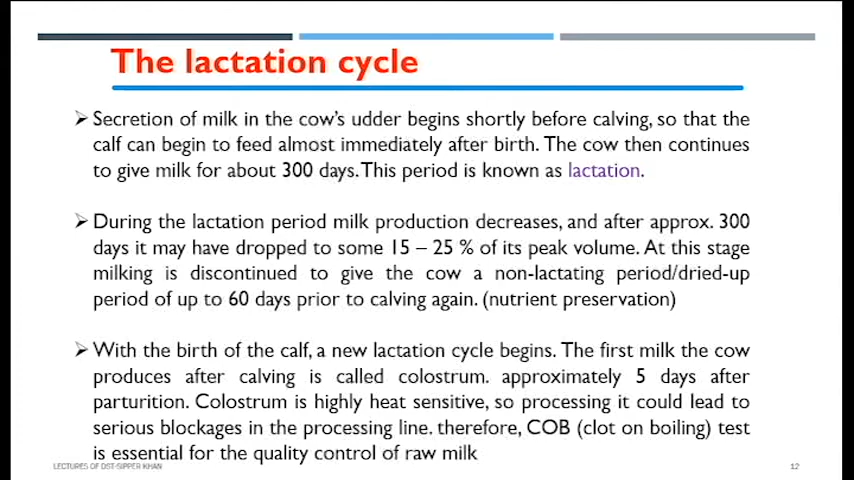 The lactation cycle
➢ Secretion of milk in the cow's udder begins shortly before calving, so that the
calf can begin to feed almost immediately after birth. The cow then continues
to give milk for about 300 days. This period is known as lactation.
➢ During the lactation period milk production decreases, and after approx. 300
days it may have dropped to some 15 – 25 % of its peak volume. At this stage
milking is discontinued to give the cow a non-lactating period/dried-up
period of up to 60 days prior to calving again. (nutrient preservation)
➢ With the birth of the calf, a new lactation cycle begins. The first milk the cow
produces after calving is called colostrum. approximately 5 days after
parturition. Colostrum is highly heat sensitive, so processing it could lead to
serious blockages in the processing line. therefore, COB (clot on boiling) test
is essential for the quality control of raw milk
LECTURES OF DST-SIPPER KHAN
12